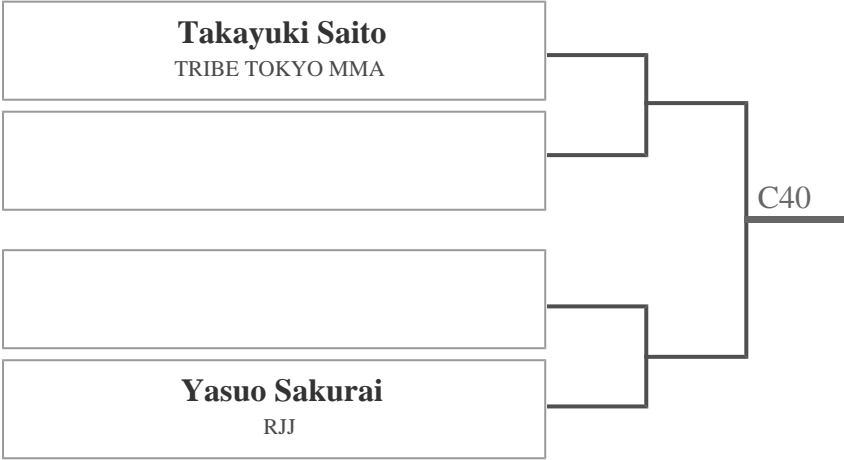 Takayuki Saito
TRIBE TOKYO MMA
C40
Yasuo Sakurai
RJJ